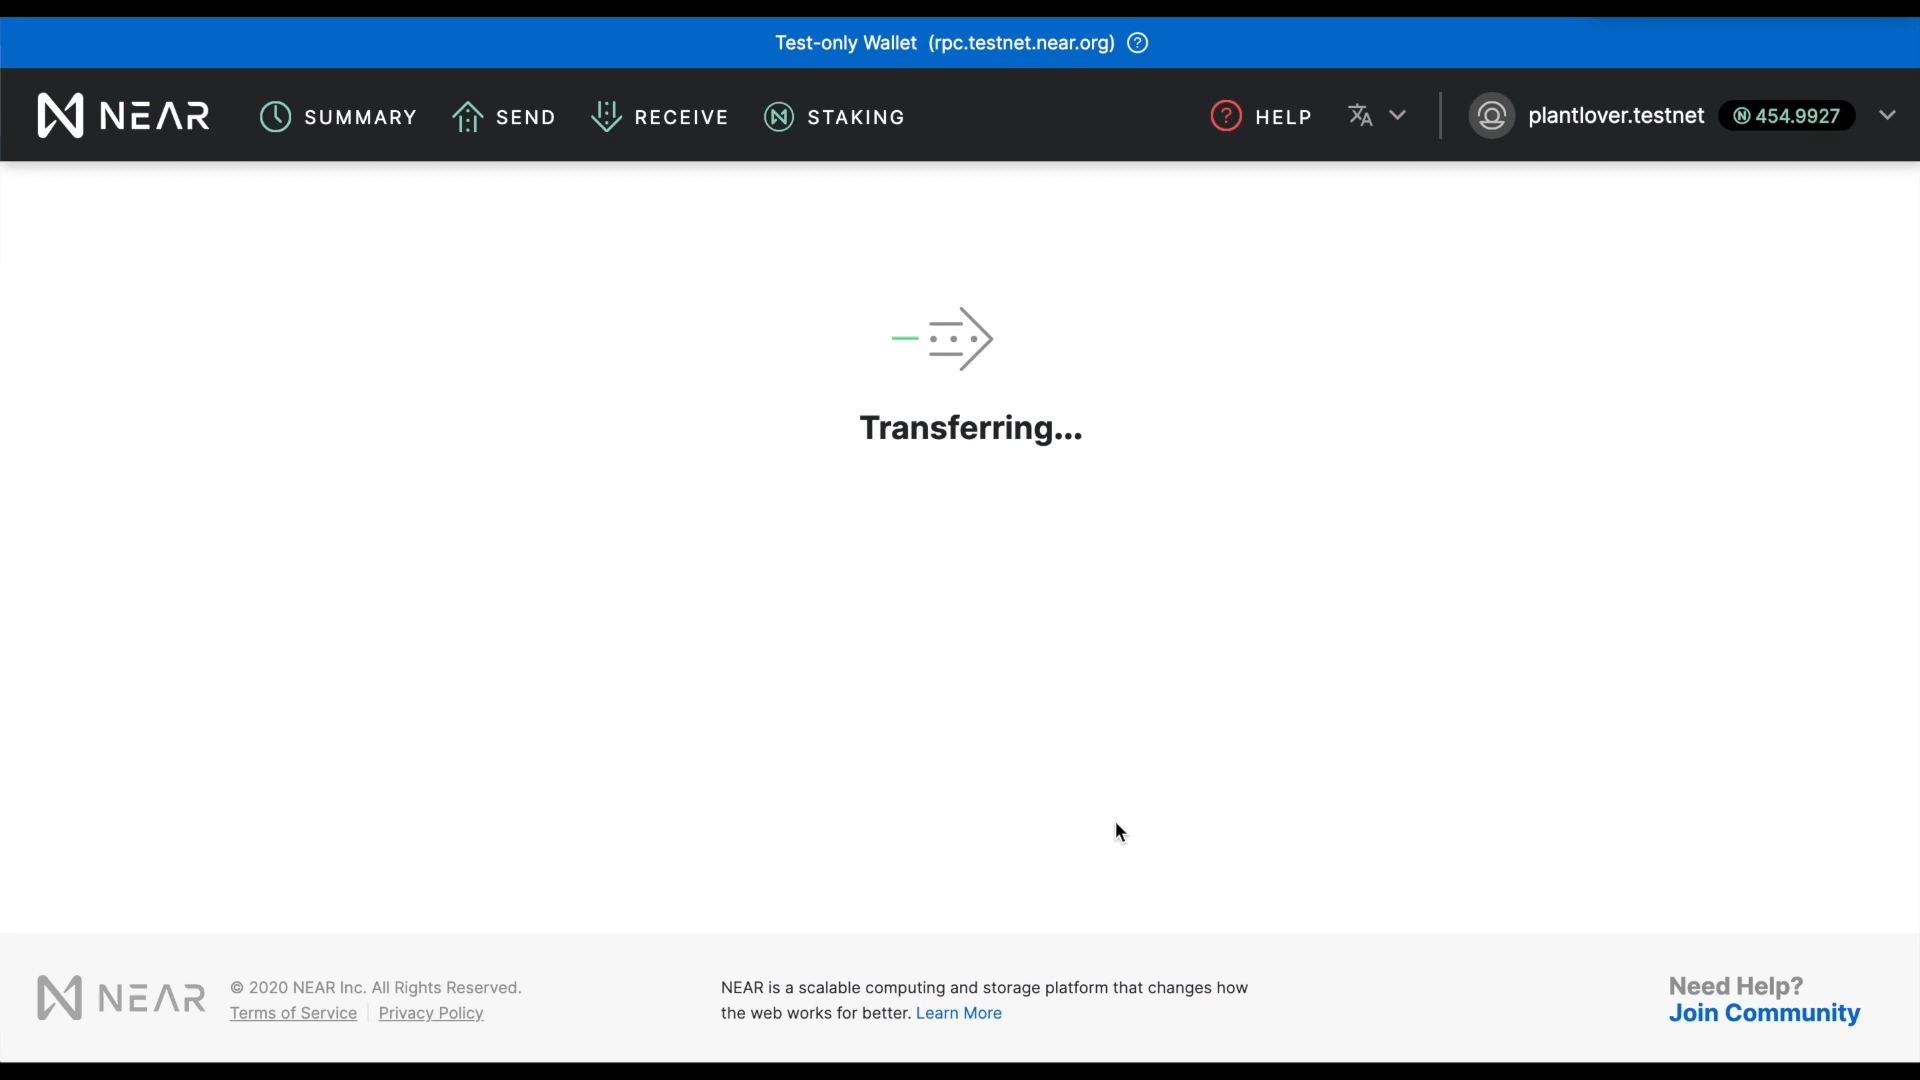 Test-only Wallet (rpc.testnet.near.org)
NEAR SUMMARY SEND RECEIVE STAKING HELP plantlover.testnet 454.9927
Transferring...
NEAR
© 2020 NEAR Inc. All Rights Reserved.
Terms of Service Privacy Policy
NEAR is a scalable computing and storage platform that changes how
the web works for better. Learn More
Need Help?
Join Community